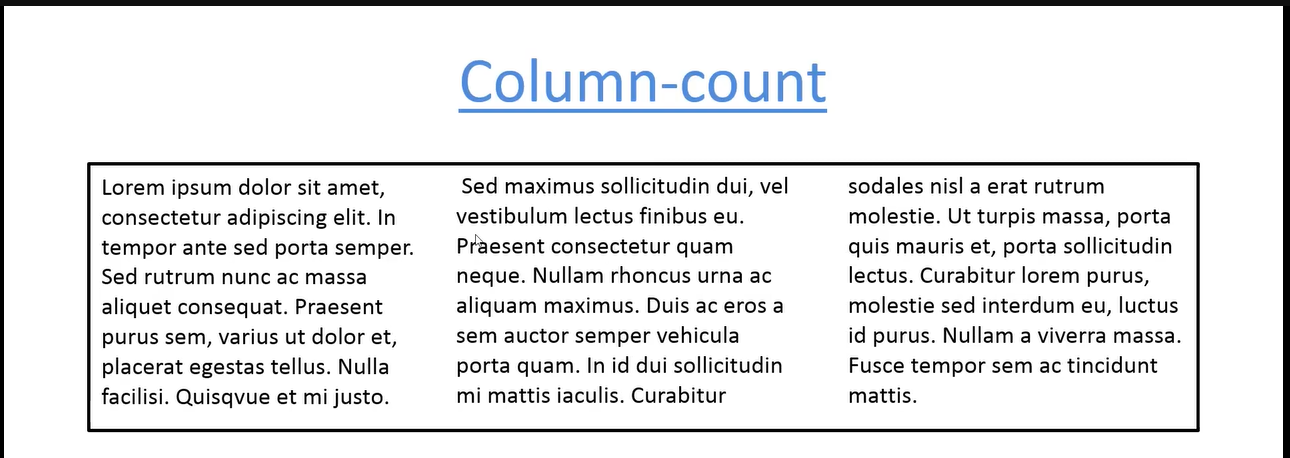 Column-count
Lorem ipsum dolor sit amet,
consectetur adipiscing elit. In
tempor ante sed porta semper.
Sed rutrum nunc ac massa
aliquet consequat. Praesent
purus sem, varius ut dolor et,
placerat egestas tellus. Nulla
facilisi. Quisqvue et mi justo.
Sed maximus sollicitudin dui, vel
vestibulum lectus finibus eu.
Praesent consectetur quam
neque. Nullam rhoncus urna ac
aliquam maximus. Duis ac eros a
sem auctor semper vehicula
porta quam. In id dui sollicitudin
mi mattis iaculis. Curabitur
sodales nisl a erat rutrum
molestie. Ut turpis massa, porta
quis mauris et, porta sollicitudin
lectus. Curabitur lorem purus,
molestie sed interdum eu, luctus
id purus. Nullam a viverra massa.
Fusce tempor sem ac tincidunt
mattis.